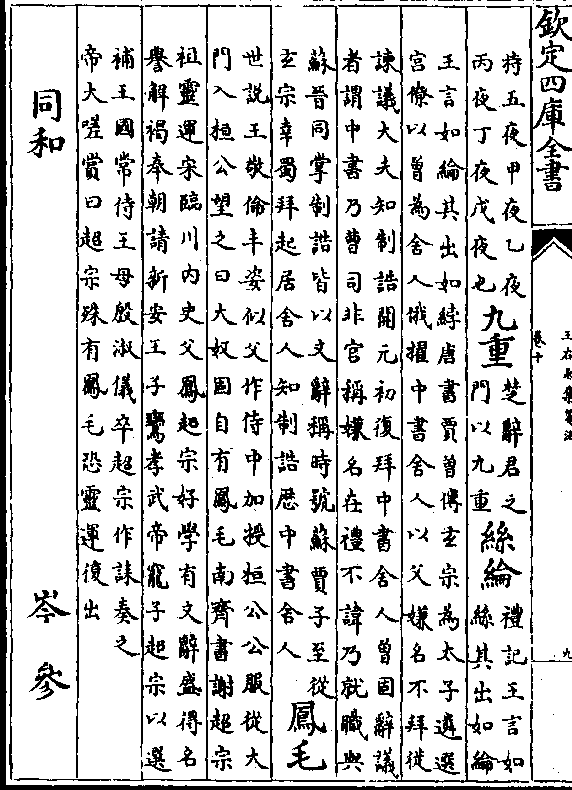 欽定四庫全書
王右丞集箋注
卷十
九
持五夜甲夜乙夜
丙夜丁夜戊夜也
九重
楚辭君之
門以九重
絲綸
禮記王言如
絲其出如綸
王言如綸其出如綍唐書賈曾傳玄宗為太子遴選
宮僚以曾為舍人俄擢中書舍人以父嫌名不拜從
諫議大夫知制誥開元初復拜中書舍人曾固辭議
者謂中書乃曹司非官稱嫌名在禮不諱乃就職與
蘇晉同掌制誥皆以文辭稱時號蘇賈子至從
玄宗幸蜀拜起居舍人知制誥歴中書舍人
鳳毛
世說王敬倫丰姿似父作侍中加授桓公公服從大
門入桓公望之曰大奴固自有鳳毛南齊書謝超宗
祖靈運宋臨川内史父鳳超宗好學有文辭盛得名
譽解褐奉朝請新安王子鸞孝武帝寵子超宗以選
補王國常侍王母殷淑儀卒超宗作誄奏之
帝大嗟賞曰超宗殊有鳳毛恐靈運復出
同和
岑參